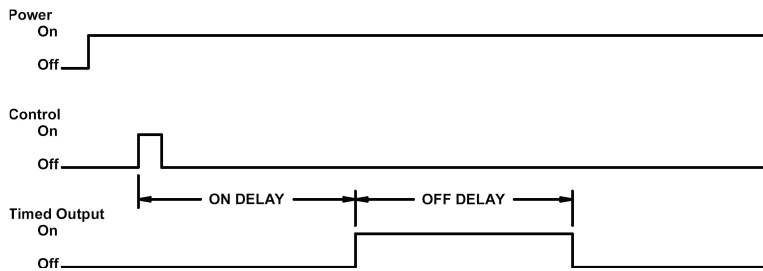 Power
On
Off
Control
On
Off
ON DELAY OFF DELAY
Timed Output
On
Off